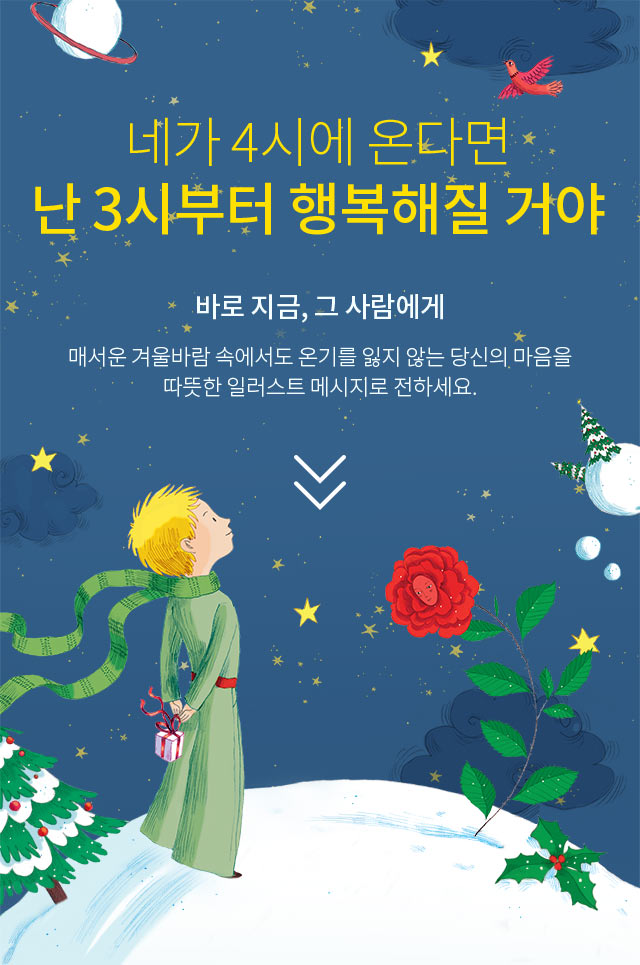 네가 4시에 온다면
난 3시부터 행복해질 거야
바로 지금, 그 사람에게
매서운 겨울바람 속에서도 온기를 잃지 않는 당신의 마음을
따뜻한 일러스트 메시지로 전하세요.